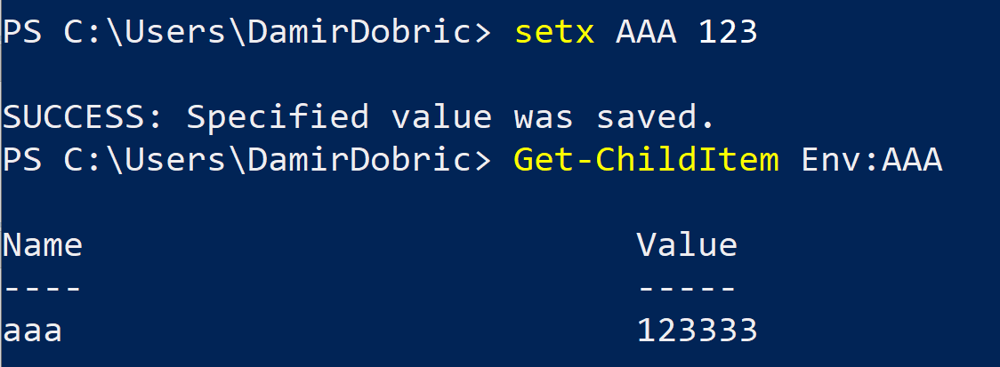 PS C:\Users\DamirDobric> setx AAA 123
SUCCESS: Specified value was saved.
PS C:\Users\DamirDobric> Get-ChildItem Env:AAA
Name Value
---- -----
aaa 123333